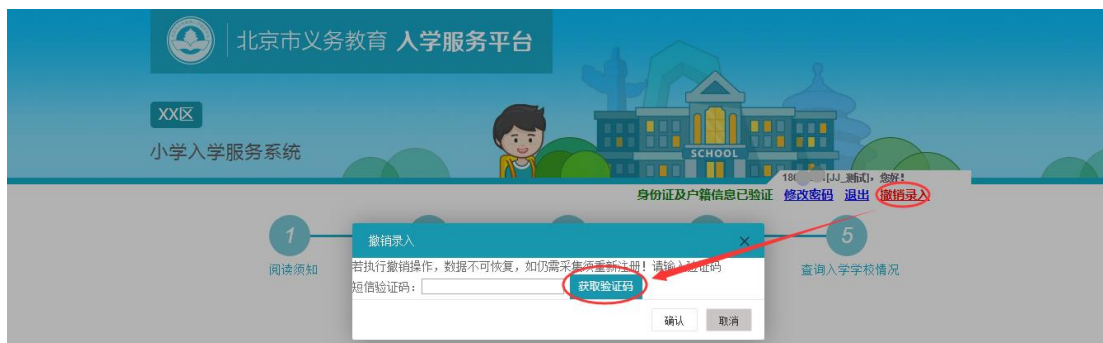 北京市义务教育 入学服务平台
XX区
小学入学服务系统
SCHOOL
[JJ_测试]，您好！
身份证及户籍信息已验证 修改密码 退出 撤销录入
1
5
阅读须知
查询入学学校情况
撤销录入
若执行撤销操作，数据不可恢复，如仍需采集须重新注册！请输入验证码
短信验证码： 获取验证码
确认 取消